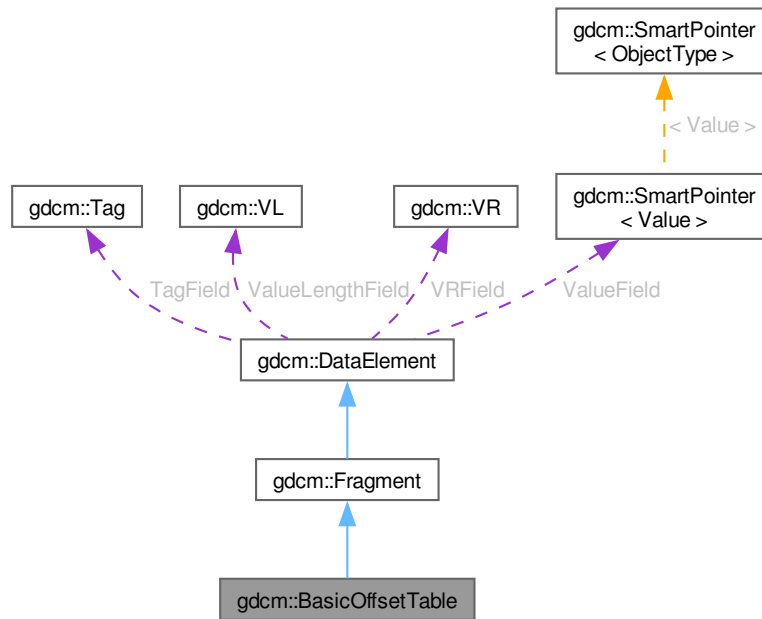 gdcm::SmartPointer
< ObjectType >
< Value >
gdcm::Tag
gdcm::VL
gdcm::VR
gdcm::SmartPointer
< Value >
TagField
ValueLengthField
VRField
ValueField
gdcm::DataElement
gdcm::Fragment
gdcm::BasicOffsetTable